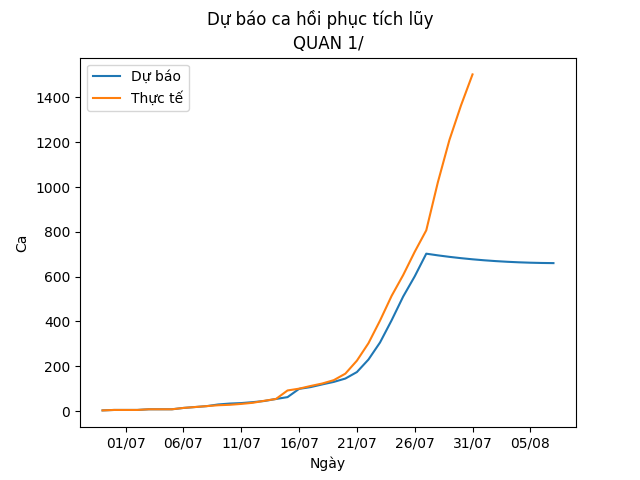 Dự báo ca hồi phục tích lũy
QUAN 1/
Dự báo
Thực tế
1400
1200
1000
800
600
400
200
0
Ca
01/07 06/07 11/07 16/07 21/07 26/07 31/07 05/08
Ngày